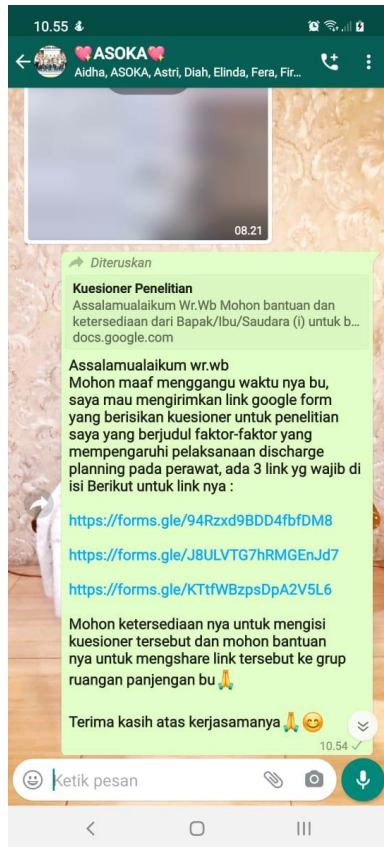 10.55
💖ASOKA💖
Aidha, ASOKA, Astri, Diah, Elinda, Fera, Fir...
08.21
Diteruskan
Kuesioner Penelitian
Assalamualaikum Wr.Wb Mohon bantuan dan
ketersediaan dari Bapak/Ibu/Saudara (i) untuk b...
docs.google.com
Assalamualaikum wr.wb
Mohon maaf menggangu waktu nya bu,
saya mau mengirimkan link google form
yang berisikan kuesioner untuk penelitian
saya yang berjudul faktor-faktor yang
mempengaruhi pelaksanaan discharge
planning pada perawat, ada 3 link yg wajib di
isi Berikut untuk link nya :
https://forms.gle/94Rzxd9BDD4fbfDM8
https://forms.gle/J8ULVTG7hRMGEnJd7
https://forms.gle/KTtfWBzpsDpA2V5L6
Mohon ketersediaan nya untuk mengisi
kuesioner tersebut dan mohon bantuan
nya untuk mengshare link tersebut ke grup
ruangan panjengan bu🙏
Terima kasih atas kerjasamanya🙏😊
10.54
Ketik pesan